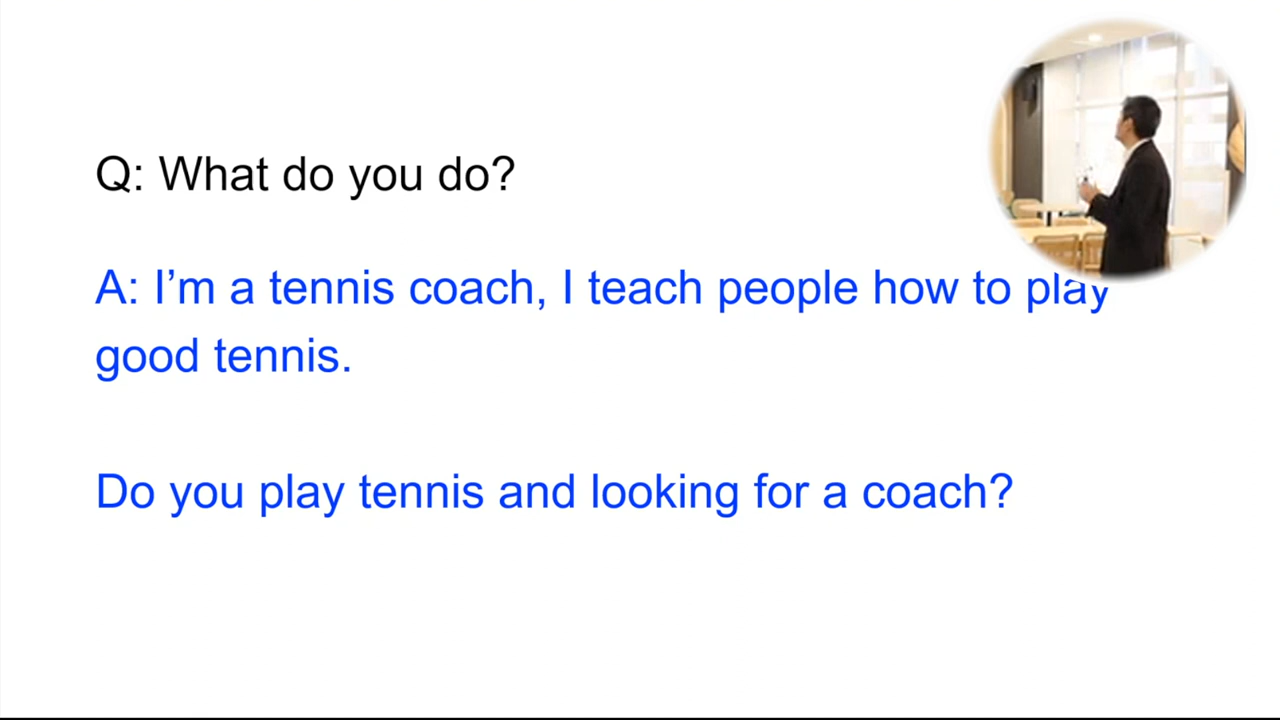 Q: What do you do?
A: I’m a tennis coach, I teach people how to play
good tennis.
Do you play tennis and looking for a coach?